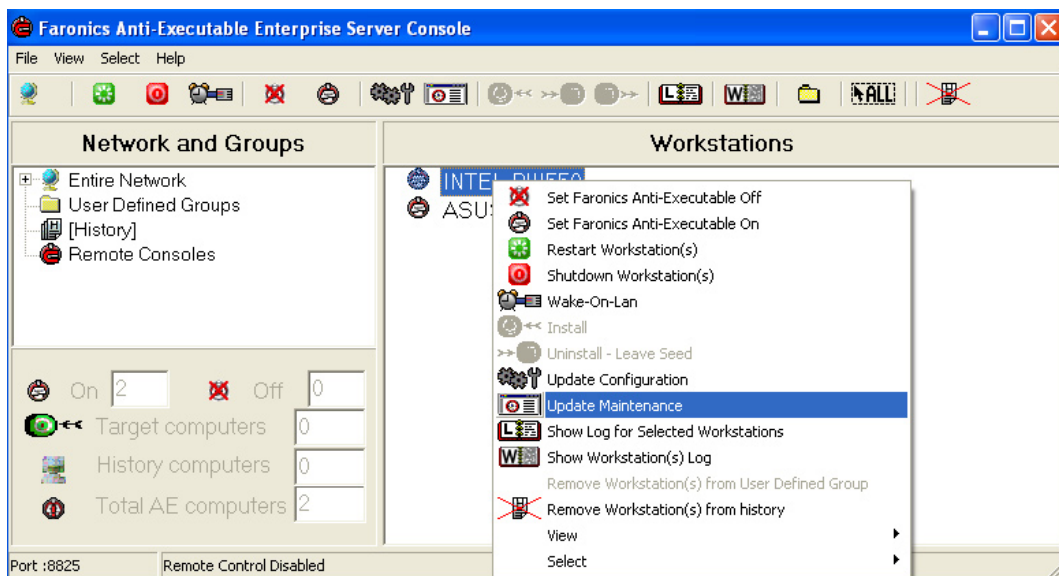 Faronics Anti-Executable Enterprise Server Console
File View Select Help
L W ALL
Network and Groups
Workstations
Entire Network
User Defined Groups
[History]
Remote Consoles
On 2 Off 0
Target computers 0
History computers 0
Total AE computers 2
Port :8825 Remote Control Disabled
INTEL
ASUS
Set Faronics Anti-Executable Off
Set Faronics Anti-Executable On
Restart Workstation(s)
Shutdown Workstation(s)
Wake-On-Lan
Install
Uninstall - Leave Seed
Update Configuration
Update Maintenance
L Show Log for Selected Workstations
W Show Workstation(s) Log
Remove Workstation(s) from User Defined Group
Remove Workstation(s) from history
View
Select